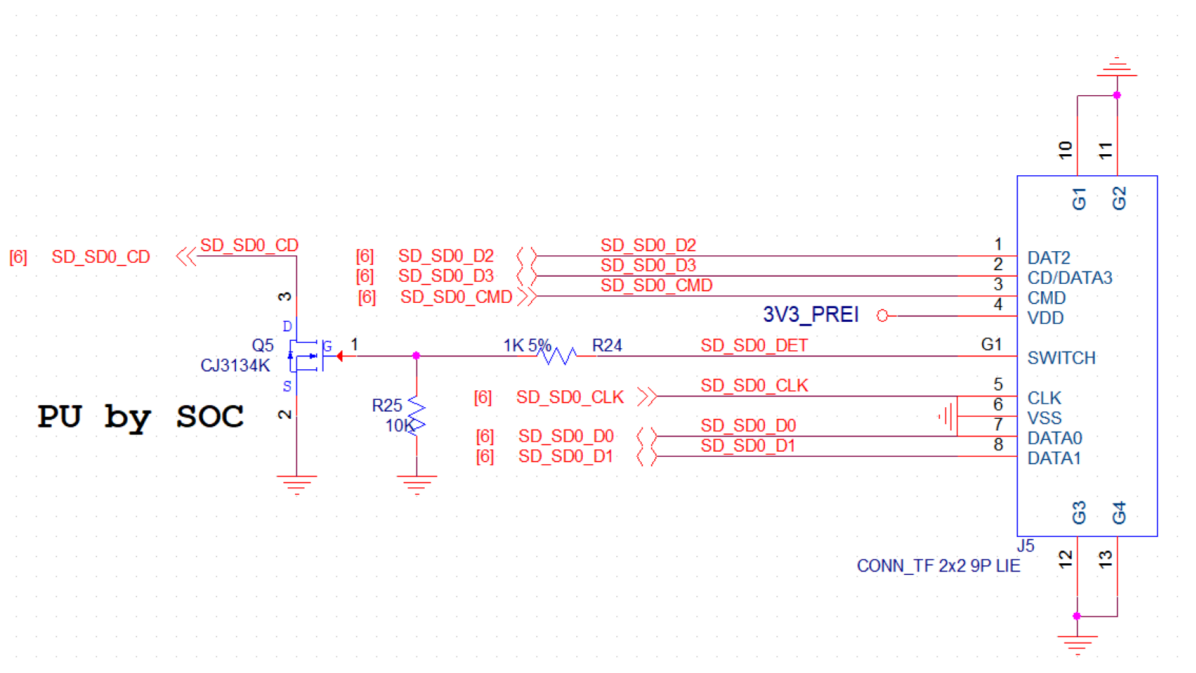 10
11
G1
G2
[6] SD_SD0_CD
SD_SD0_CD
[6] SD_SD0_D2
SD_SD0_D2
1
DAT2
[6] SD_SD0_D3
SD_SD0_D3
2
CD/DATA3
[6] SD_SD0_CMD
SD_SD0_CMD
3
CMD
3V3_PREI
4
VDD
3
D
Q5
CJ3134K
G
1
S
2
1K 5%
R24
SD_SD0_DET
G1
SWITCH
PU by SOC
R25
10K
[6] SD_SD0_CLK
SD_SD0_CLK
5
CLK
6
VSS
[6] SD_SD0_D0
SD_SD0_D0
7
DATA0
[6] SD_SD0_D1
SD_SD0_D1
8
DATA1
G3
G4
J5
CONN_TF 2x2 9P LIE
12
13